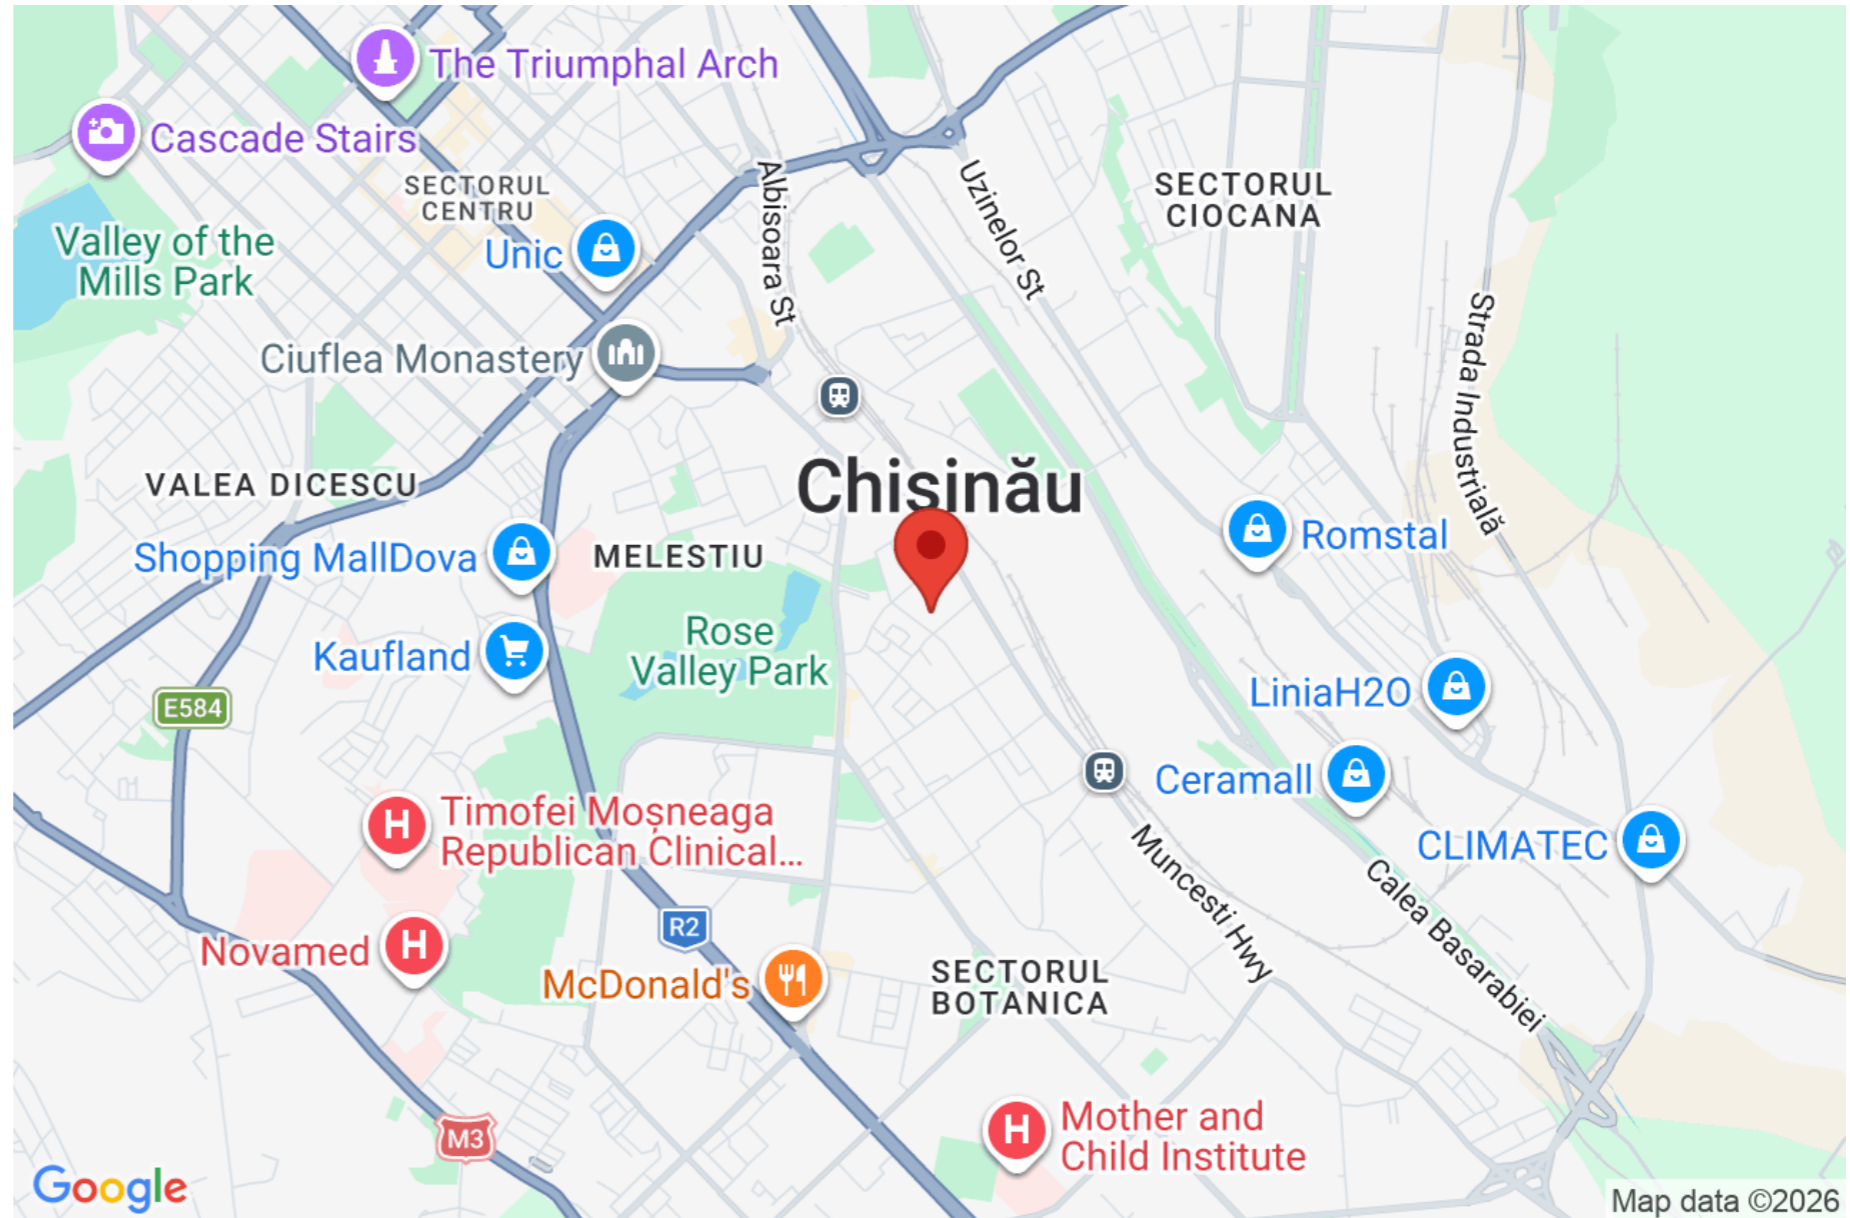 The Triumphal Arch
Cascade Stairs
SECTORUL
CENTRU
Albisoara St
Uzinelor St
SECTORUL
CIOCANA
Valley of the
Mills Park
Unic
Strada Industrială
Ciuflea Monastery
VALEA DICESCU
Chișinău
Shopping MallDova
MELESTIU
Romstal
Rose
Valley Park
Kaufland
E584
LiniaH2O
Ceramall
Timofei Moșneaga
Republican Clinical...
CLIMATEC
Muncesti Hwy
Calea Basarabiei
R2
Novamed
McDonald's
SECTORUL
BOTANICA
M3
Mother and
Child Institute
Google
Map data ©2026